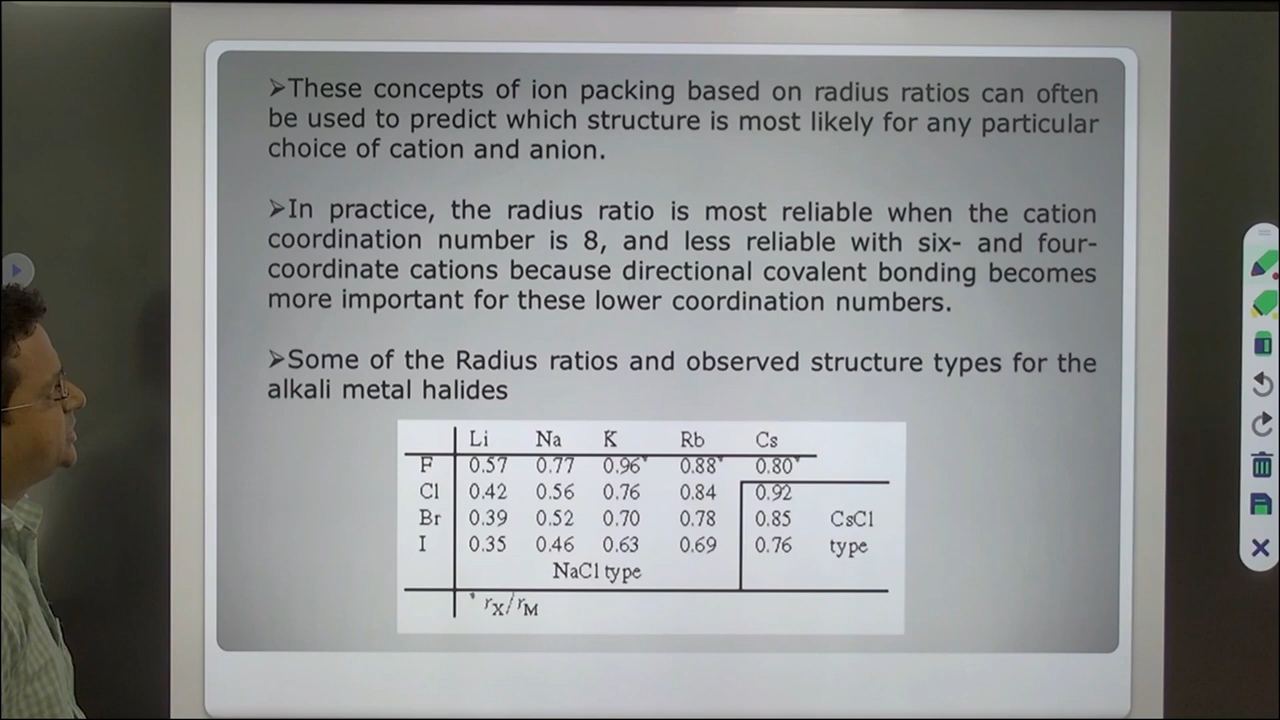 ➢These concepts of ion packing based on radius ratios can often
be used to predict which structure is most likely for any particular
choice of cation and anion.
➢In practice, the radius ratio is most reliable when the cation
coordination number is 8, and less reliable with six- and four-
coordinate cations because directional covalent bonding becomes
more important for these lower coordination numbers.
➢Some of the Radius ratios and observed structure types for the
alkali metal halides
Li Na K Rb Cs
F 0.57 0.77 0.96* 0.88* 0.80*
Cl 0.42 0.56 0.76 0.84 0.92
Br 0.39 0.52 0.70 0.78 0.85 CsCl
I 0.35 0.46 0.63 0.69 0.76 type
NaCl type
* rX/rM